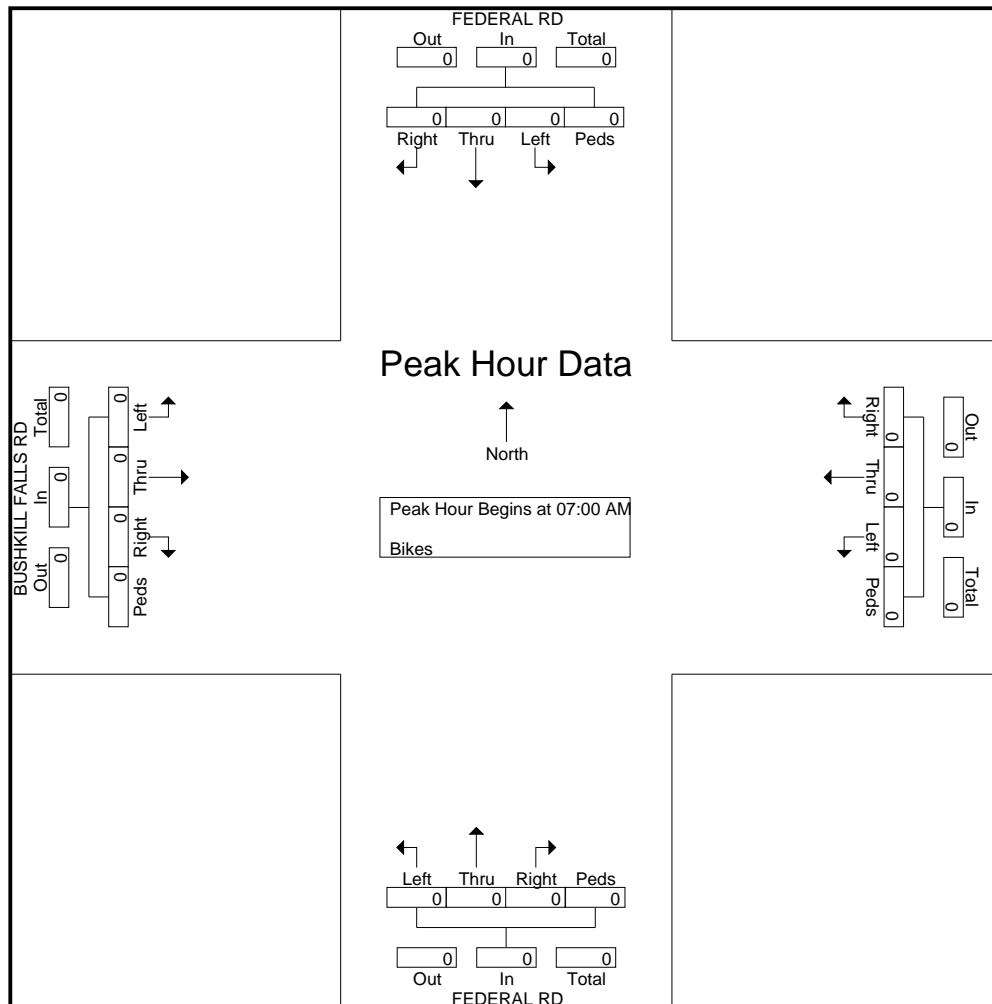 FEDERAL RD
Out In Total
0 0 0
0 0 0 0
Right Thru Left Peds
Peak Hour Data
North
Peak Hour Begins at 07:00 AM
Bikes
BUSHKILL FALLS RD
Out In Total
0 0 0
0 0 0 0
Peds Right Thru Left
Right Thru Left Peds
0 0 0 0
Out In Total
0 0 0
Left Thru Right Peds
0 0 0 0
0 0 0
Out In Total
FEDERAL RD